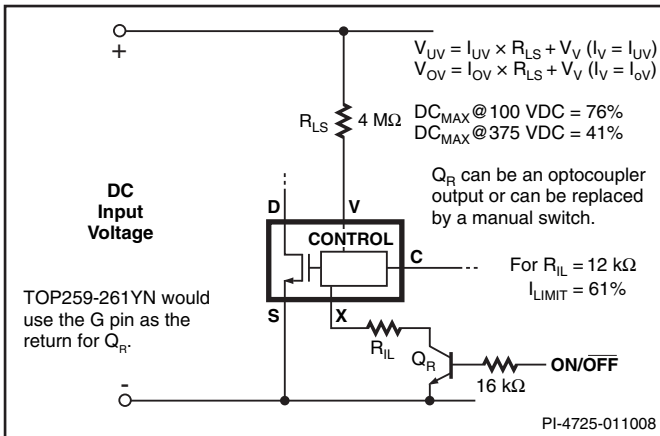 +
V_UV = I_UV × R_LS + V_V (I_V = I_UV)
V_OV = I_OV × R_LS + V_V (I_V = I_oV)
R_LS
4 MΩ
DC_MAX@100 VDC = 76%
DC_MAX@375 VDC = 41%
Q_R can be an optocoupler
output or can be replaced
by a manual switch.
DC
Input
Voltage
D
V
CONTROL
C
For R_IL = 12 kΩ
I_LIMIT = 61%
TOP259-261YN would
use the G pin as the
return for Q_R.
S
X
R_IL
Q_R
16 kΩ
ON/O̅F̅F̅
-
PI-4725-011008